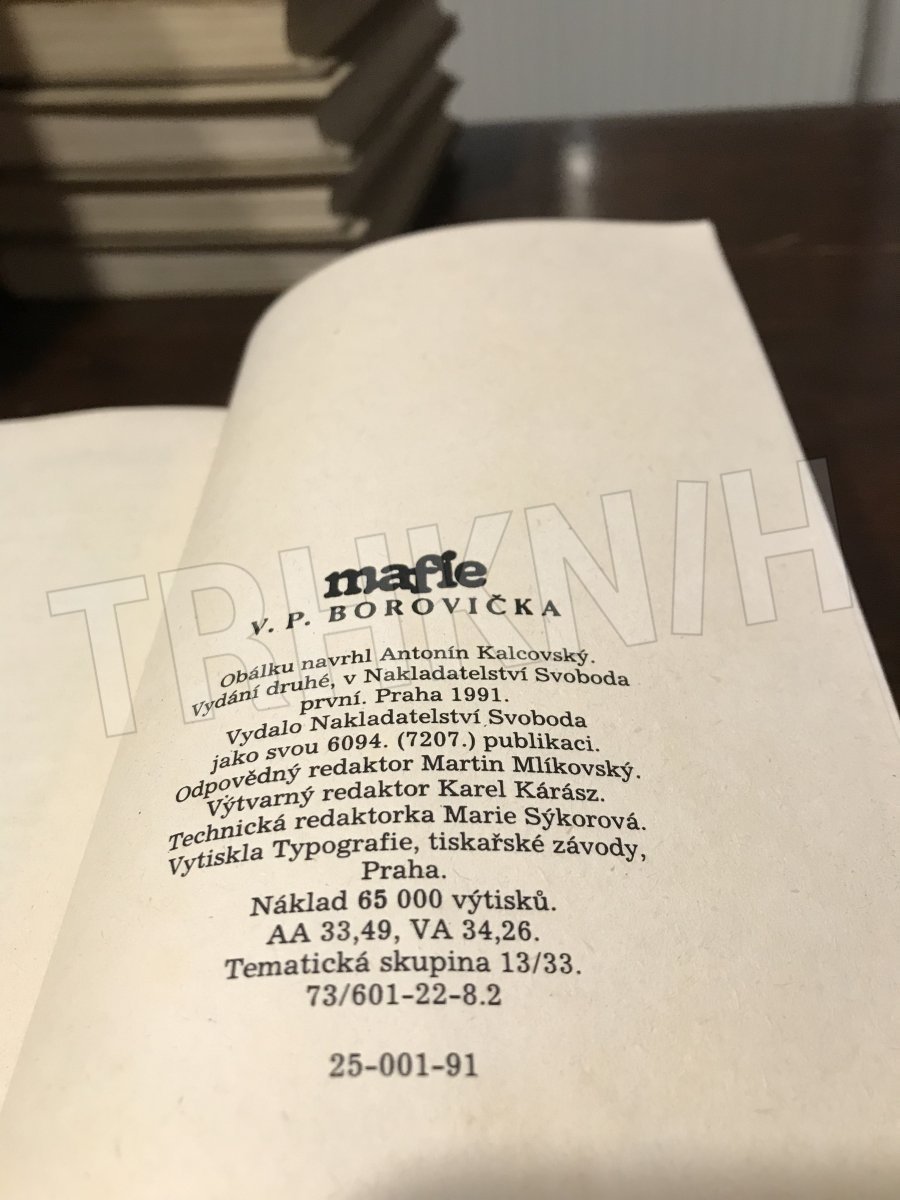 mafie
V. P. BOROVIČKA
Obálku navrhl Antonín Kalcovský.
Vydání druhé, v Nakladatelství Svoboda
první. Praha 1991.
Vydalo Nakladatelství Svoboda
jako svou 6094. (7207.) publikaci.
Odpovědný redaktor Martin Mlíkovský.
Výtvarný redaktor Karel Kárász.
Technická redaktorka Marie Sýkorová.
Vytiskla Typografie, tiskařské závody,
Praha.
Náklad 65 000 výtisků.
AA 33,49, VA 34,26.
Tematická skupina 13/33.
73/601-22-8.2
25-001-91
TRHKNIH